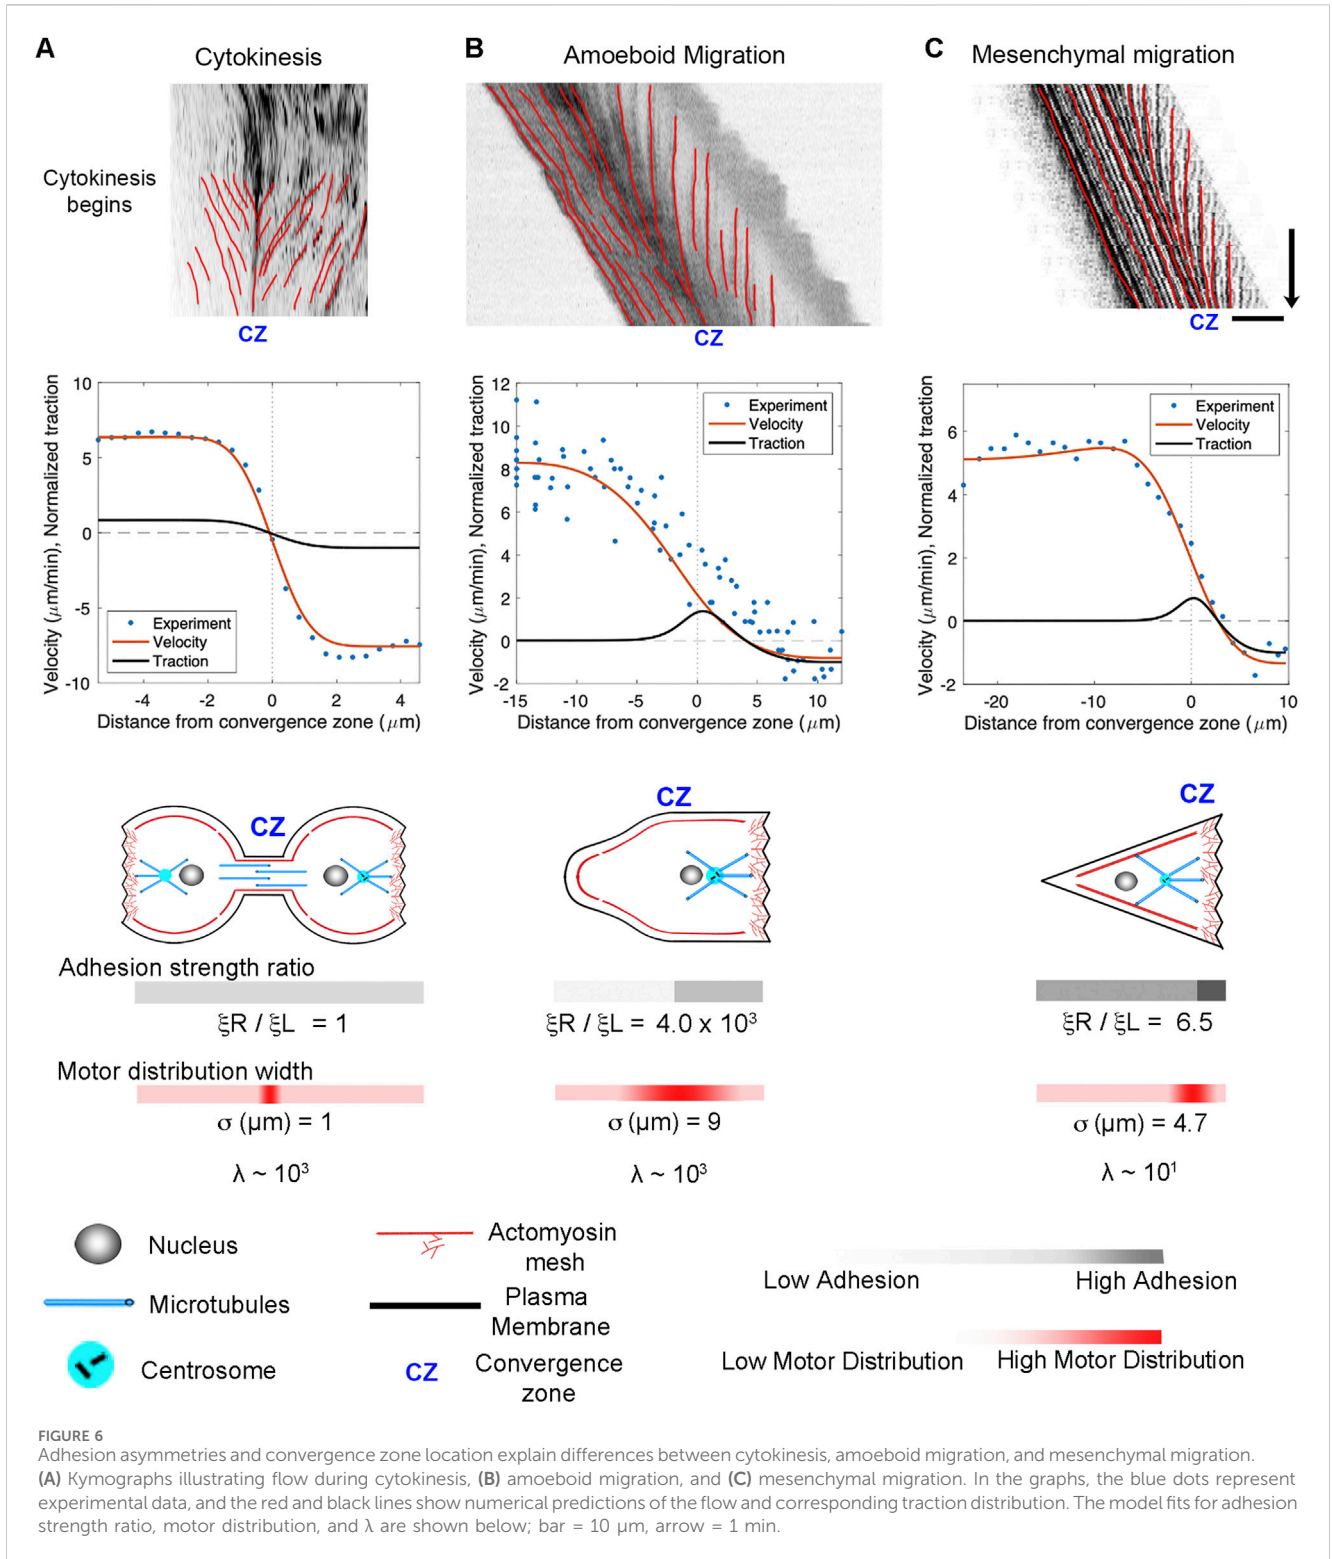 A
Cytokinesis
B
Amoeboid Migration
C
Mesenchymal migration
Cytokinesis
begins
CZ
CZ
CZ
Velocity (μm/min), Normalized traction
10
5
0
-5
-10
Experiment
Velocity
Traction
-4
-2
0
2
4
Distance from convergence zone (μm)
Velocity (μm/min), Normalized traction
12
10
8
6
4
2
0
-2
Experiment
Velocity
Traction
-15
-10
-5
0
5
10
Distance from convergence zone (μm)
Velocity (μm/min), Normalized traction
6
4
2
0
-2
Experiment
Velocity
Traction
-20
-10
0
10
Distance from convergence zone (μm)
CZ
CZ
CZ
Adhesion strength ratio
ξR / ξL = 1
ξR / ξL = 4.0 x 10³
ξR / ξL = 6.5
Motor distribution width
σ (μm) = 1
σ (μm) = 9
σ (μm) = 4.7
λ ~ 10³
λ ~ 10³
λ ~ 10¹
Nucleus
Microtubules
Centrosome
Actomyosin
mesh
Plasma
Membrane
CZ
Convergence
zone
Low Adhesion
High Adhesion
Low Motor Distribution
High Motor Distribution
FIGURE 6
Adhesion asymmetries and convergence zone location explain differences between cytokinesis, amoeboid migration, and mesenchymal migration.
(A) Kymographs illustrating flow during cytokinesis, (B) amoeboid migration, and (C) mesenchymal migration. In the graphs, the blue dots represent
experimental data, and the red and black lines show numerical predictions of the flow and corresponding traction distribution. The model fits for adhesion
strength ratio, motor distribution, and λ are shown below; bar = 10 μm, arrow = 1 min.